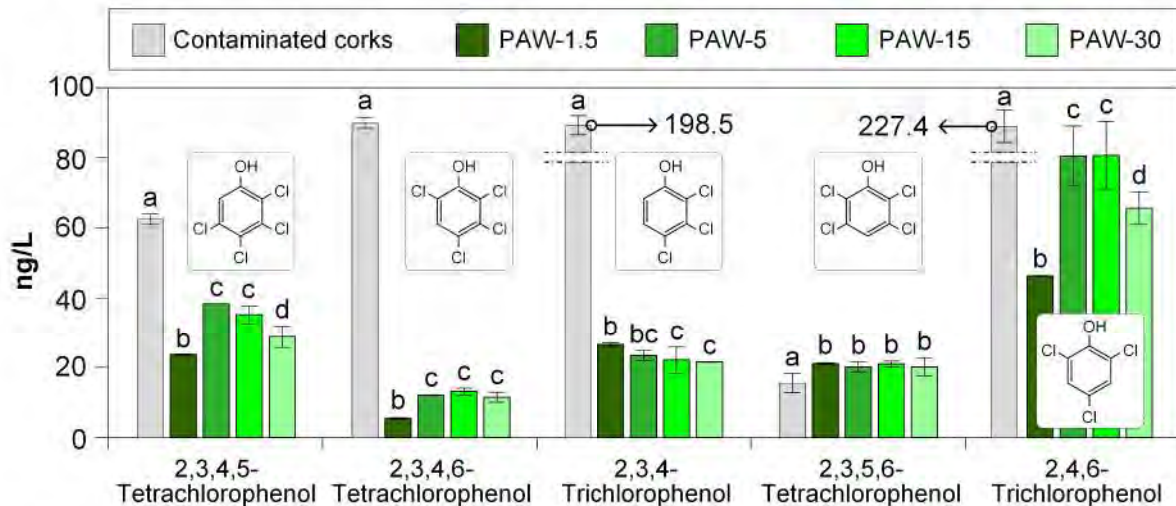 Contaminated corks PAW-1.5 PAW-5 PAW-15 PAW-30
ng/L
100
80
60
40
20
0
a b c c d
a b c c c
a b bc c c
a b b b b
a b c c d
198.5
227.4
OH
Cl
Cl
Cl
Cl
OH
Cl
Cl
Cl
Cl
OH
Cl
Cl
Cl
OH
Cl
Cl
Cl
Cl
OH
Cl
Cl
Cl
2,3,4,5-
Tetrachlorophenol
2,3,4,6-
Tetrachlorophenol
2,3,4-
Trichlorophenol
2,3,5,6-
Tetrachlorophenol
2,4,6-
Trichlorophenol